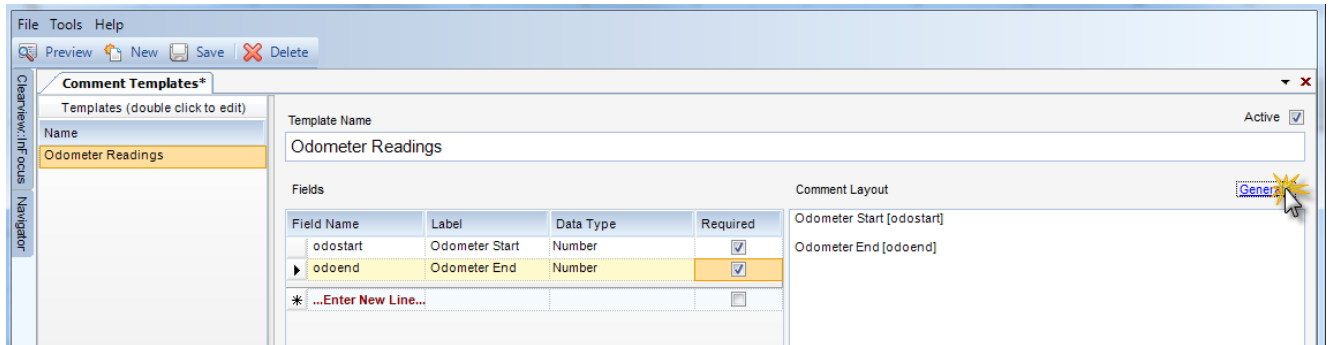 File Tools Help
Preview New Save Delete
Clearview::InFocus
Navigator
Comment Templates*
Templates (double click to edit)
Name
Odometer Readings
Template Name
Active
Odometer Readings
Fields
Field Name Label Data Type Required
odostart Odometer Start Number
odoend Odometer End Number
...Enter New Line...
Comment Layout
Odometer Start [odostart]
Odometer End [odoend]